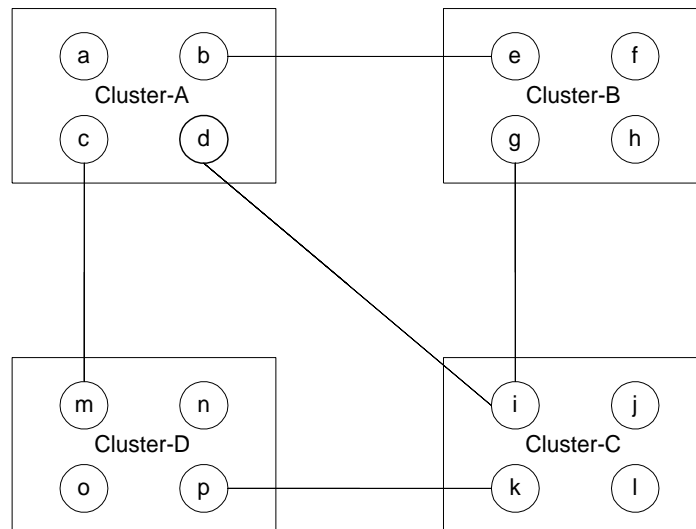 a b
Cluster-A
c d
e f
Cluster-B
g h
m n
Cluster-D
o p
i j
Cluster-C
k l